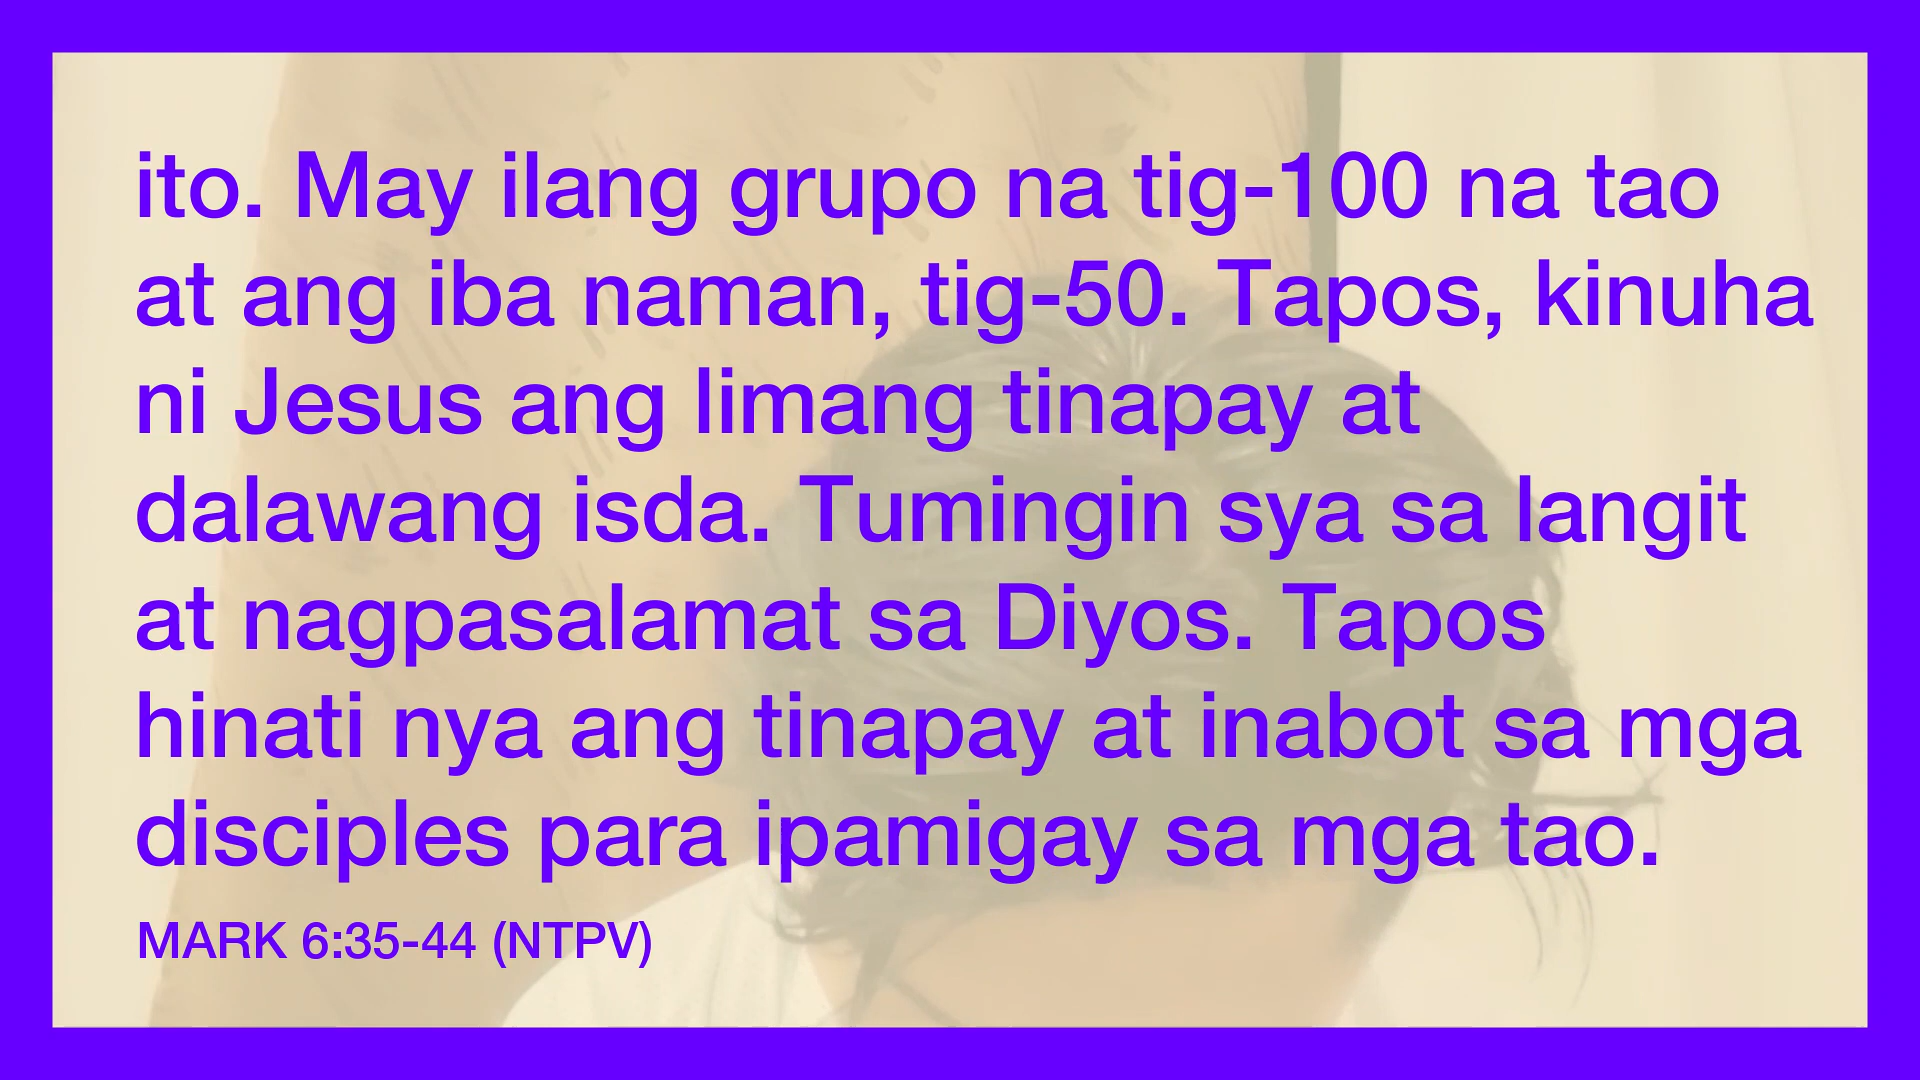 ito. May ilang grupo na tig-100 na tao
at ang iba naman, tig-50. Tapos, kinuha
ni Jesus ang limang tinapay at
dalawang isda. Tumingin sya sa langit
at nagpasalamat sa Diyos. Tapos
hinati nya ang tinapay at inabot sa mga
disciples para ipamigay sa mga tao.
MARK 6:35-44 (NTPV)